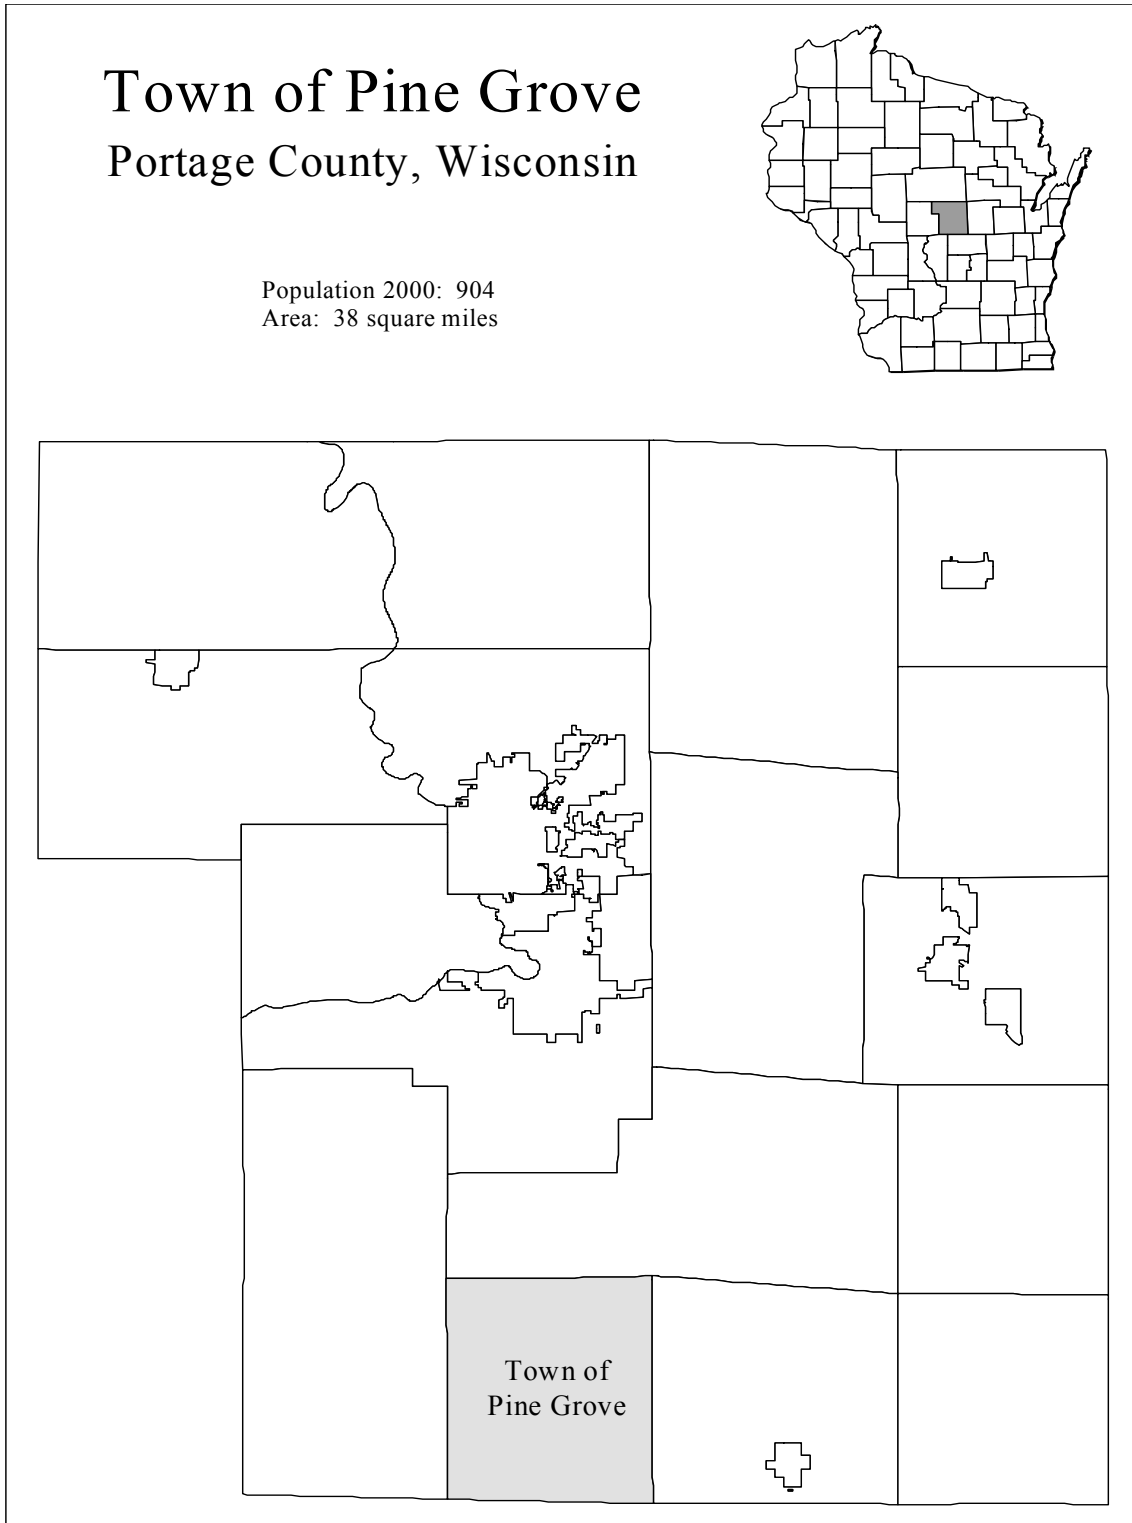 Town of Pine Grove
Portage County, Wisconsin
Population 2000: 904
Area: 38 square miles
Town of
Pine Grove